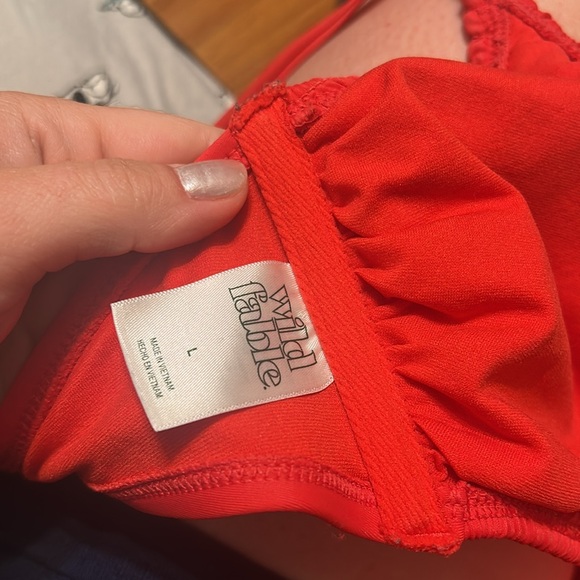 wild
fable.
L
MADE IN VIETNAM
HECHO EN VIETNAM